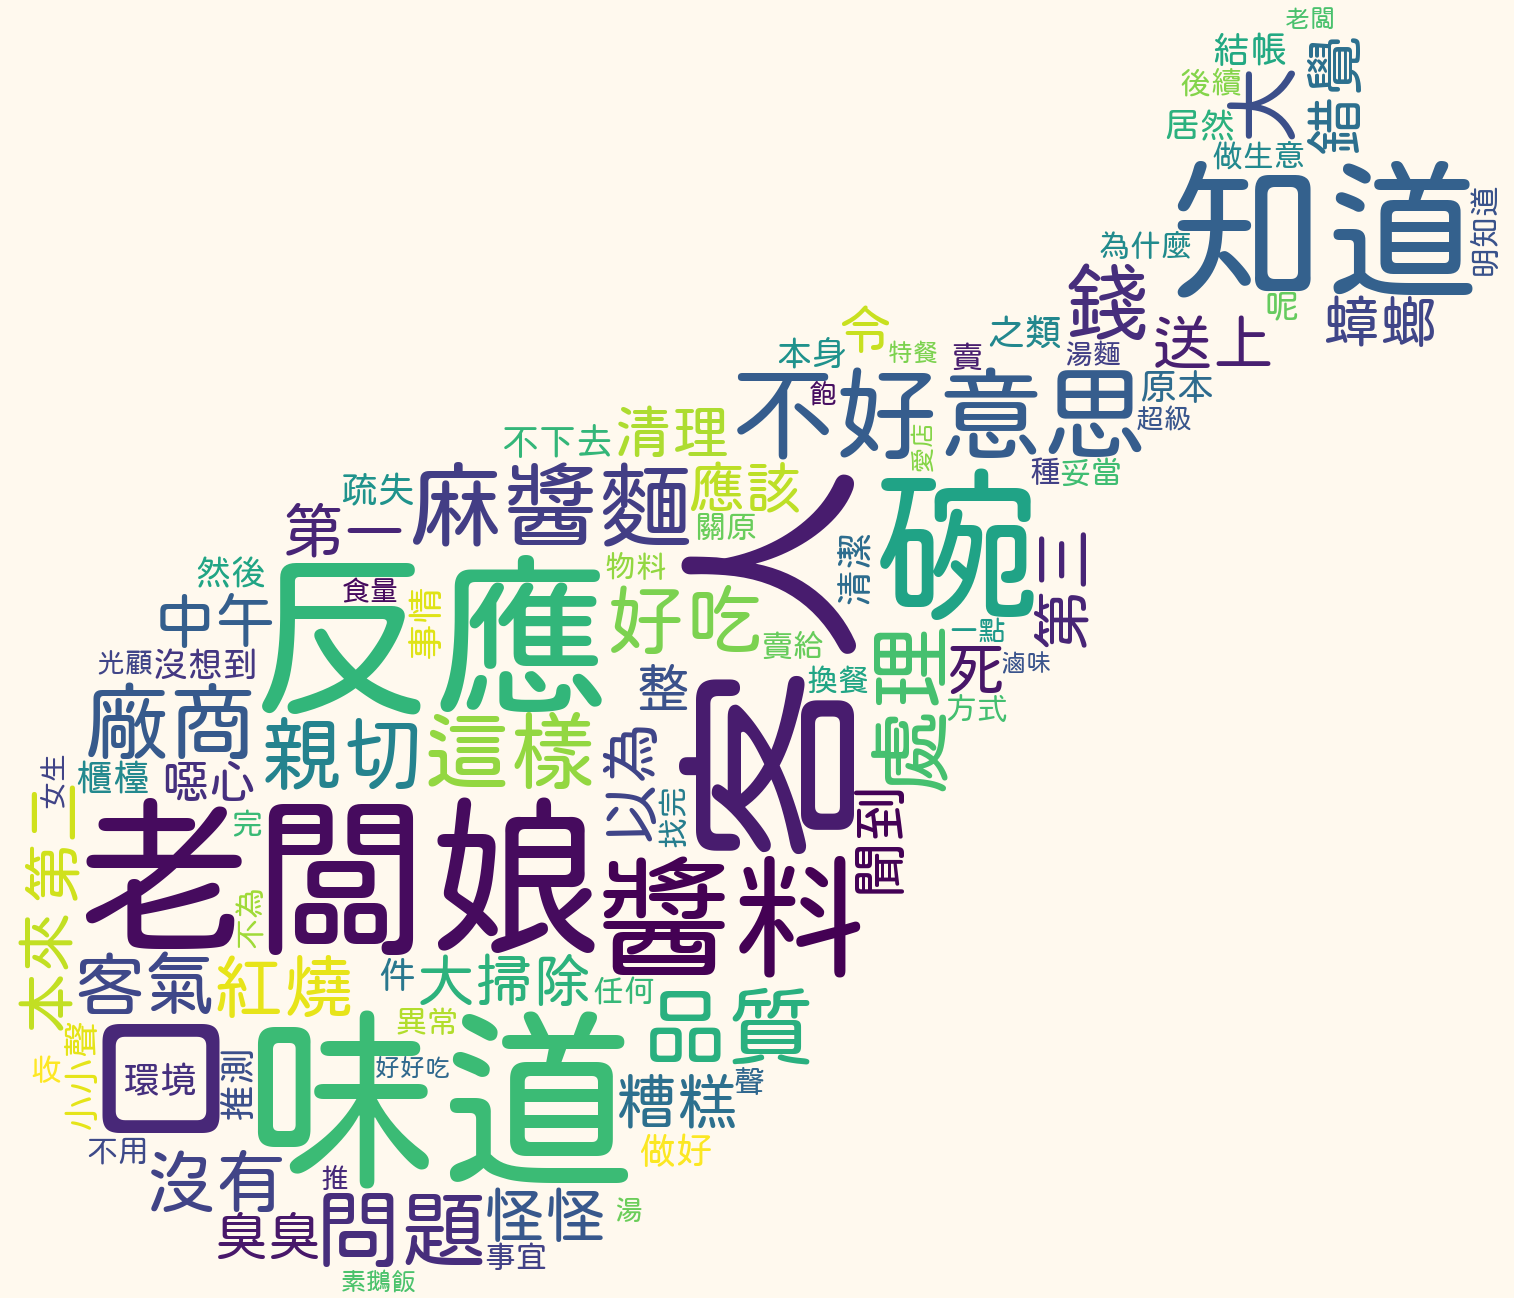 老闆
結帳
錯覺
後續
大
居然
做生意
知道
明知道
為什麼
錢
呢
蟑螂
令
之類
送上
本身
特餐
賣
湯麵
不好意思
飽
原本
超級
清理
不下去
愛店
種
妥當
麻醬麵
應該
疏失
人
碗
第一
關原
清潔
第三
然後
反應
物料
食量
事情
好吃
中午
一點
賣給
處理
死
滷味
光顧
沒想到
整
換餐
客
方式
廠商
親切
這樣
以為
女生
櫃檯
噁心
找完
聞到
第二
老闆娘
完
醬料
不為
本來
客氣
紅燒
件
大掃除
任何
品質
異常
味道
小小聲
口
環境
推測
收
好好吃
聲
糟糕
做好
不用
沒有
推
問題
怪怪
湯
臭臭
事宜
素鵝飯